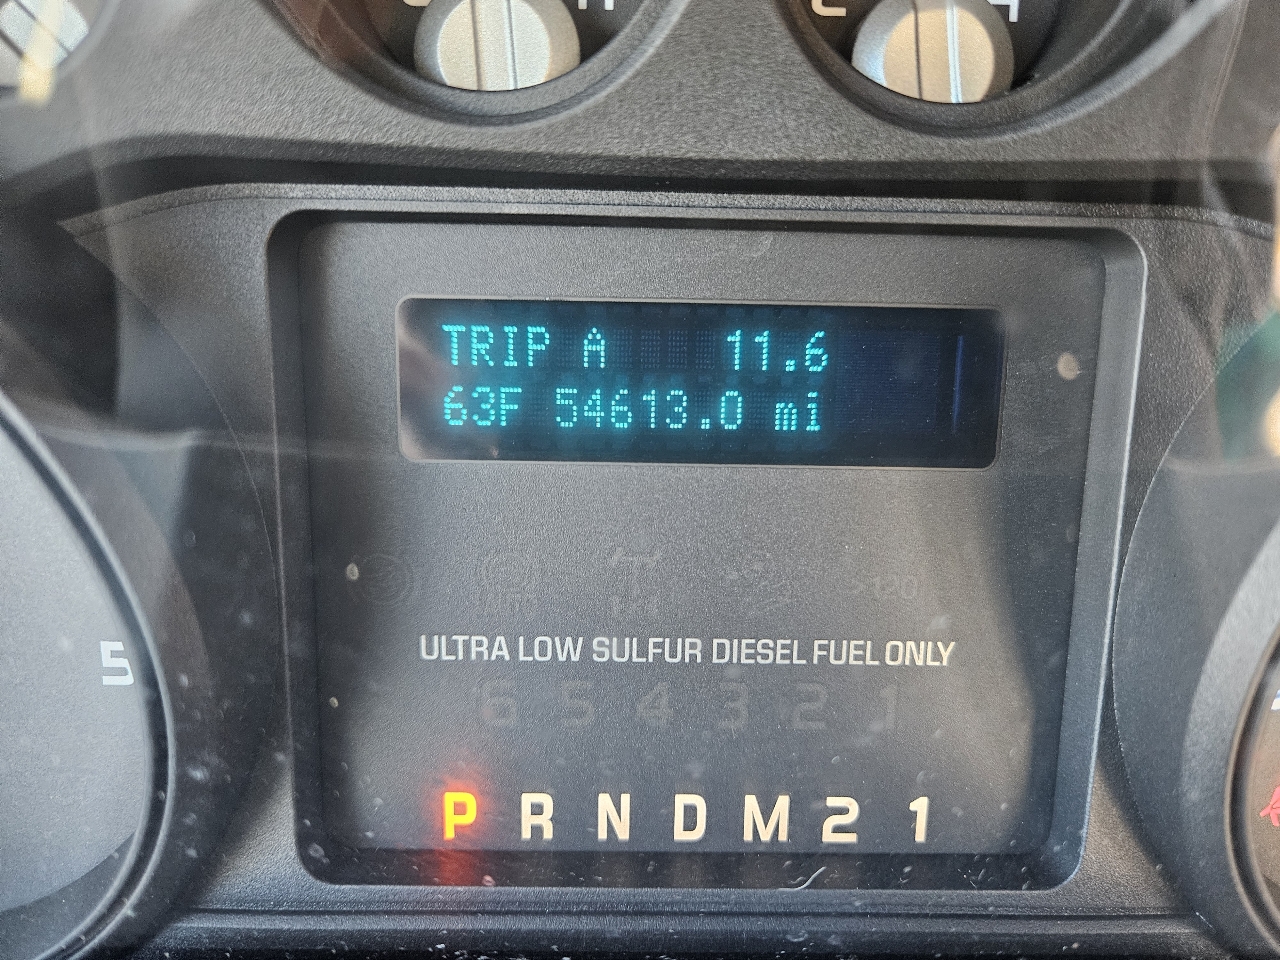 C H C H
TRIP A 11.6
63F 54613.0 mi
>120
ULTRA LOW SULFUR DIESEL FUEL ONLY
5
6 5 4 3 2 1
P R N D M 2 1